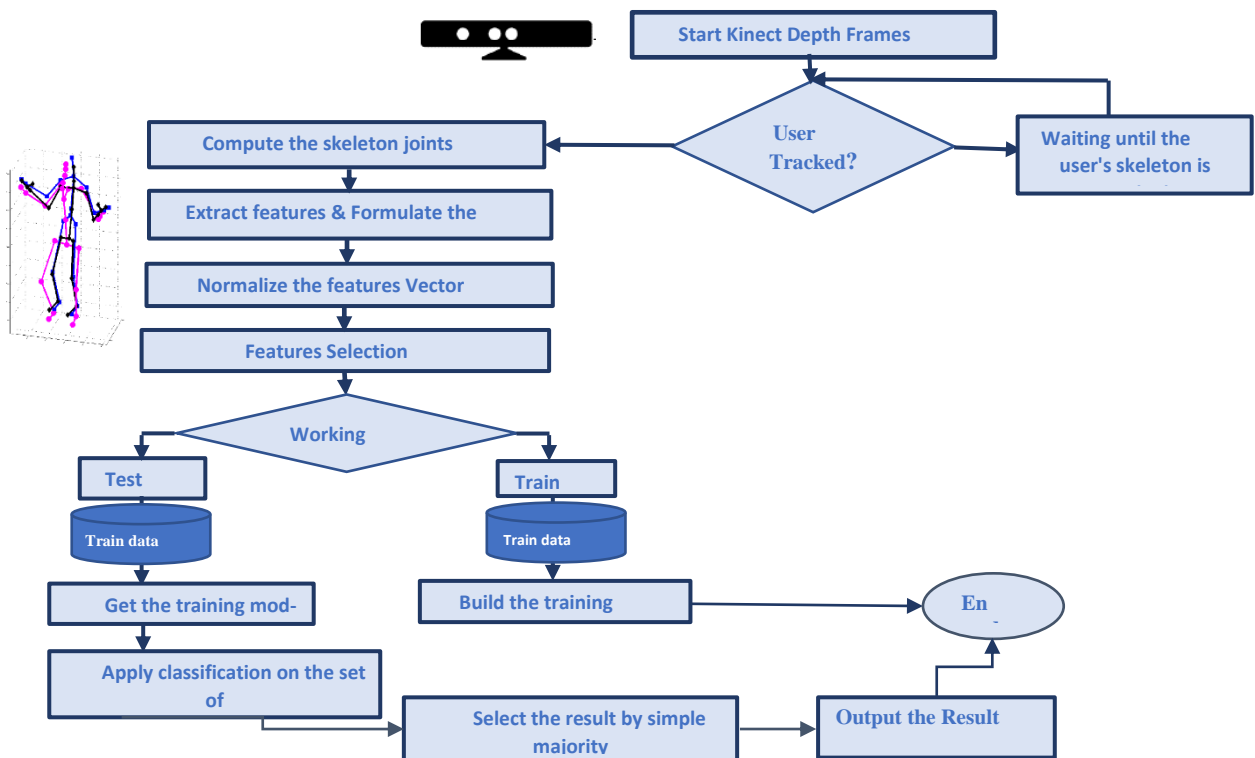 Start Kinect Depth Frames
User
Tracked?
Waiting until the
user's skeleton is
Compute the skeleton joints
Extract features & Formulate the
Normalize the features Vector
Features Selection
Working
Test
Train
Train data
Train data
Get the training mod-
Build the training
En
Apply classification on the set
of
Select the result by simple
majority
Output the Result